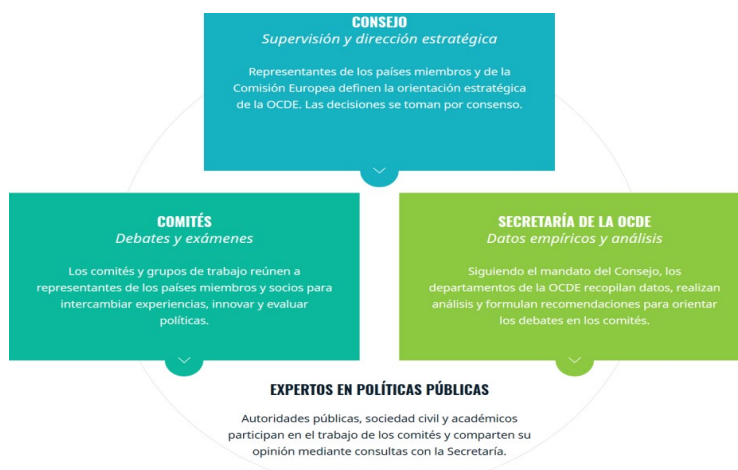 CONSEJO
Supervisión y dirección estratégica
Representantes de los países miembros y de la
Comisión Europea definen la orientación estratégica
de la OCDE. Las decisiones se toman por consenso.
COMITÉS
Debates y exámenes
Los comités y grupos de trabajo reúnen a
representantes de los países miembros y socios para
intercambiar experiencias, innovar y evaluar
políticas.
SECRETARÍA DE LA OCDE
Datos empíricos y análisis
Siguiendo el mandato del Consejo, los
departamentos de la OCDE recopilan datos, realizan
análisis y formulan recomendaciones para orientar
los debates en los comités.
EXPERTOS EN POLÍTICAS PÚBLICAS
Autoridades públicas, sociedad civil y académicos
participan en el trabajo de los comités y comparten su
opinión mediante consultas con la Secretaría.